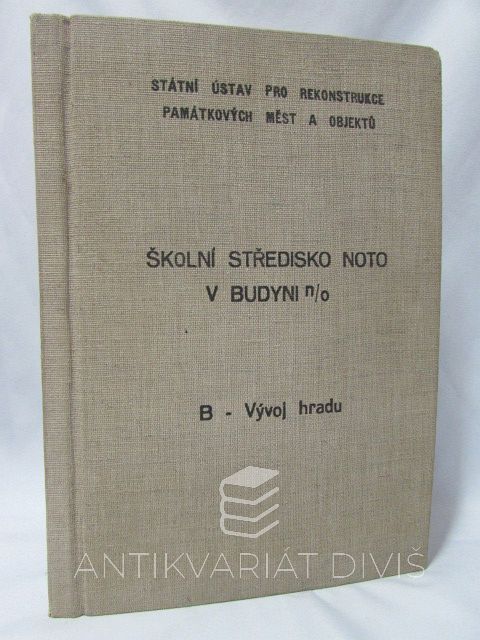 STÁTNÍ ÚSTAV PRO REKONSTRUKCE
PAMÁTKOVÝCH MĚST A OBJEKTŮ
ŠKOLNÍ STŘEDISKO NOTO
V BUDYNI n/o
B - Vývoj hradu
ANTIKVARIÁT DIVIŠ